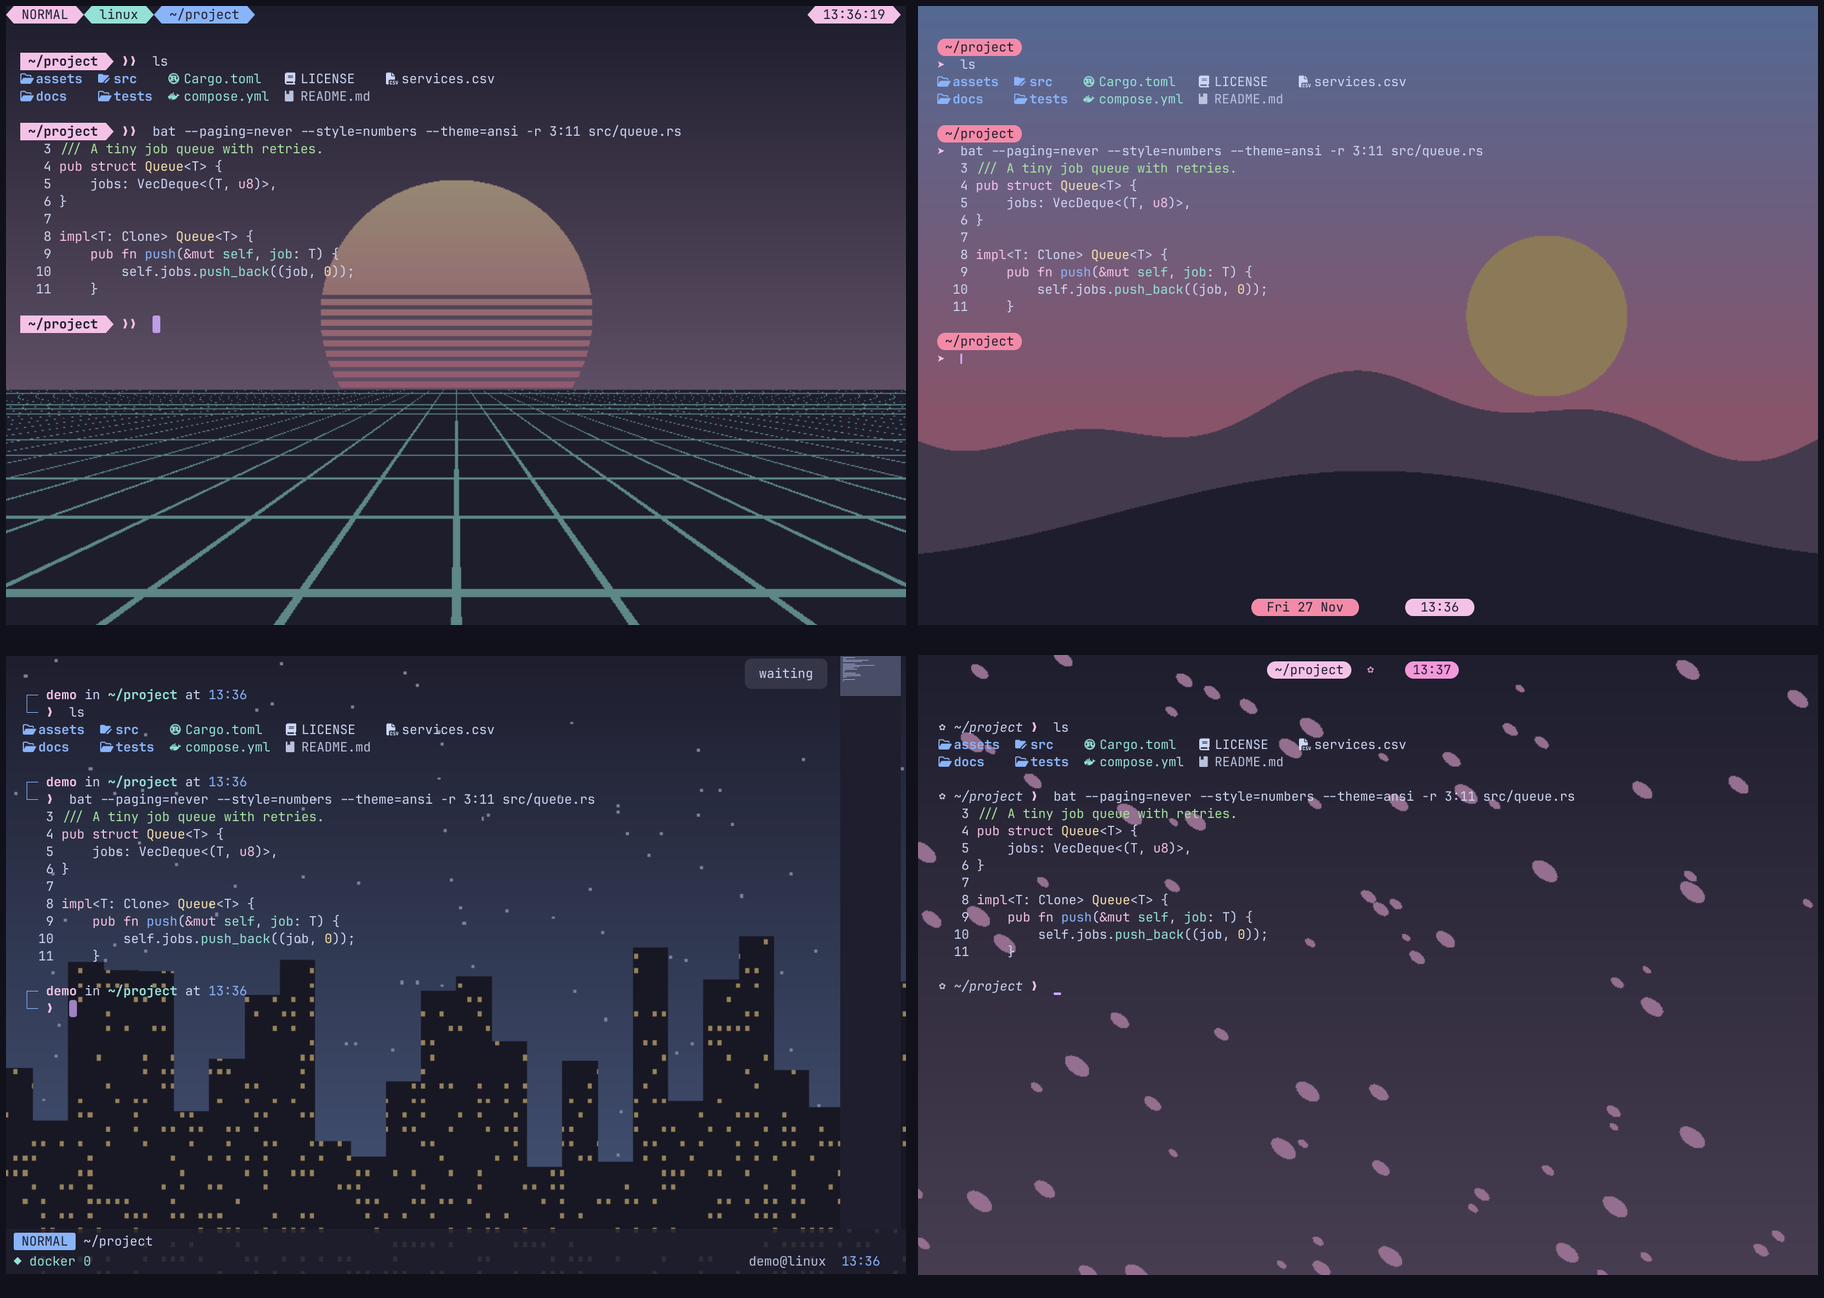 NORMAL linux ~/project 13:36:19
~/project ❫❫ ls
assets src Cargo.toml LICENSE services.csv
docs tests compose.yml README.md
~/project ❫❫ bat --paging=never --style=numbers --theme=ansi -r 3:11 src/queue.rs
3 /// A tiny job queue with retries.
4 pub struct Queue<T> {
5     jobs: VecDeque<(T, u8)>,
6 }
7
8 impl<T: Clone> Queue<T> {
9     pub fn push(&mut self, job: T) {
10         self.jobs.push_back((job, 0));
11     }
~/project ❫❫
~/project
➤ ls
assets src Cargo.toml LICENSE services.csv
docs tests compose.yml README.md
~/project
➤ bat --paging=never --style=numbers --theme=ansi -r 3:11 src/queue.rs
3 /// A tiny job queue with retries.
4 pub struct Queue<T> {
5     jobs: VecDeque<(T, u8)>,
6 }
7
8 impl<T: Clone> Queue<T> {
9     pub fn push(&mut self, job: T) {
10         self.jobs.push_back((job, 0));
11     }
~/project
➤
Fri 27 Nov 13:36
waiting
demo in ~/project at 13:36
❫ ls
assets src Cargo.toml LICENSE services.csv
docs tests compose.yml README.md
demo in ~/project at 13:36
❫ bat --paging=never --style=numbers --theme=ansi -r 3:11 src/queue.rs
3 /// A tiny job queue with retries.
4 pub struct Queue<T> {
5     jobs: VecDeque<(T, u8)>,
6 }
7
8 impl<T: Clone> Queue<T> {
9     pub fn push(&mut self, job: T) {
10         self.jobs.push_back((job, 0));
11     }
demo in ~/project at 13:36
❫
NORMAL ~/project
◆ docker 0 demo@linux 13:36
~/project ✿ 13:37
✿ ~/project ❫ ls
assets src Cargo.toml LICENSE services.csv
docs tests compose.yml README.md
✿ ~/project ❫ bat --paging=never --style=numbers --theme=ansi -r 3:11 src/queue.rs
3 /// A tiny job queue with retries.
4 pub struct Queue<T> {
5     jobs: VecDeque<(T, u8)>,
6 }
7
8 impl<T: Clone> Queue<T> {
9     pub fn push(&mut self, job: T) {
10         self.jobs.push_back((job, 0));
11     }
✿ ~/project ❫